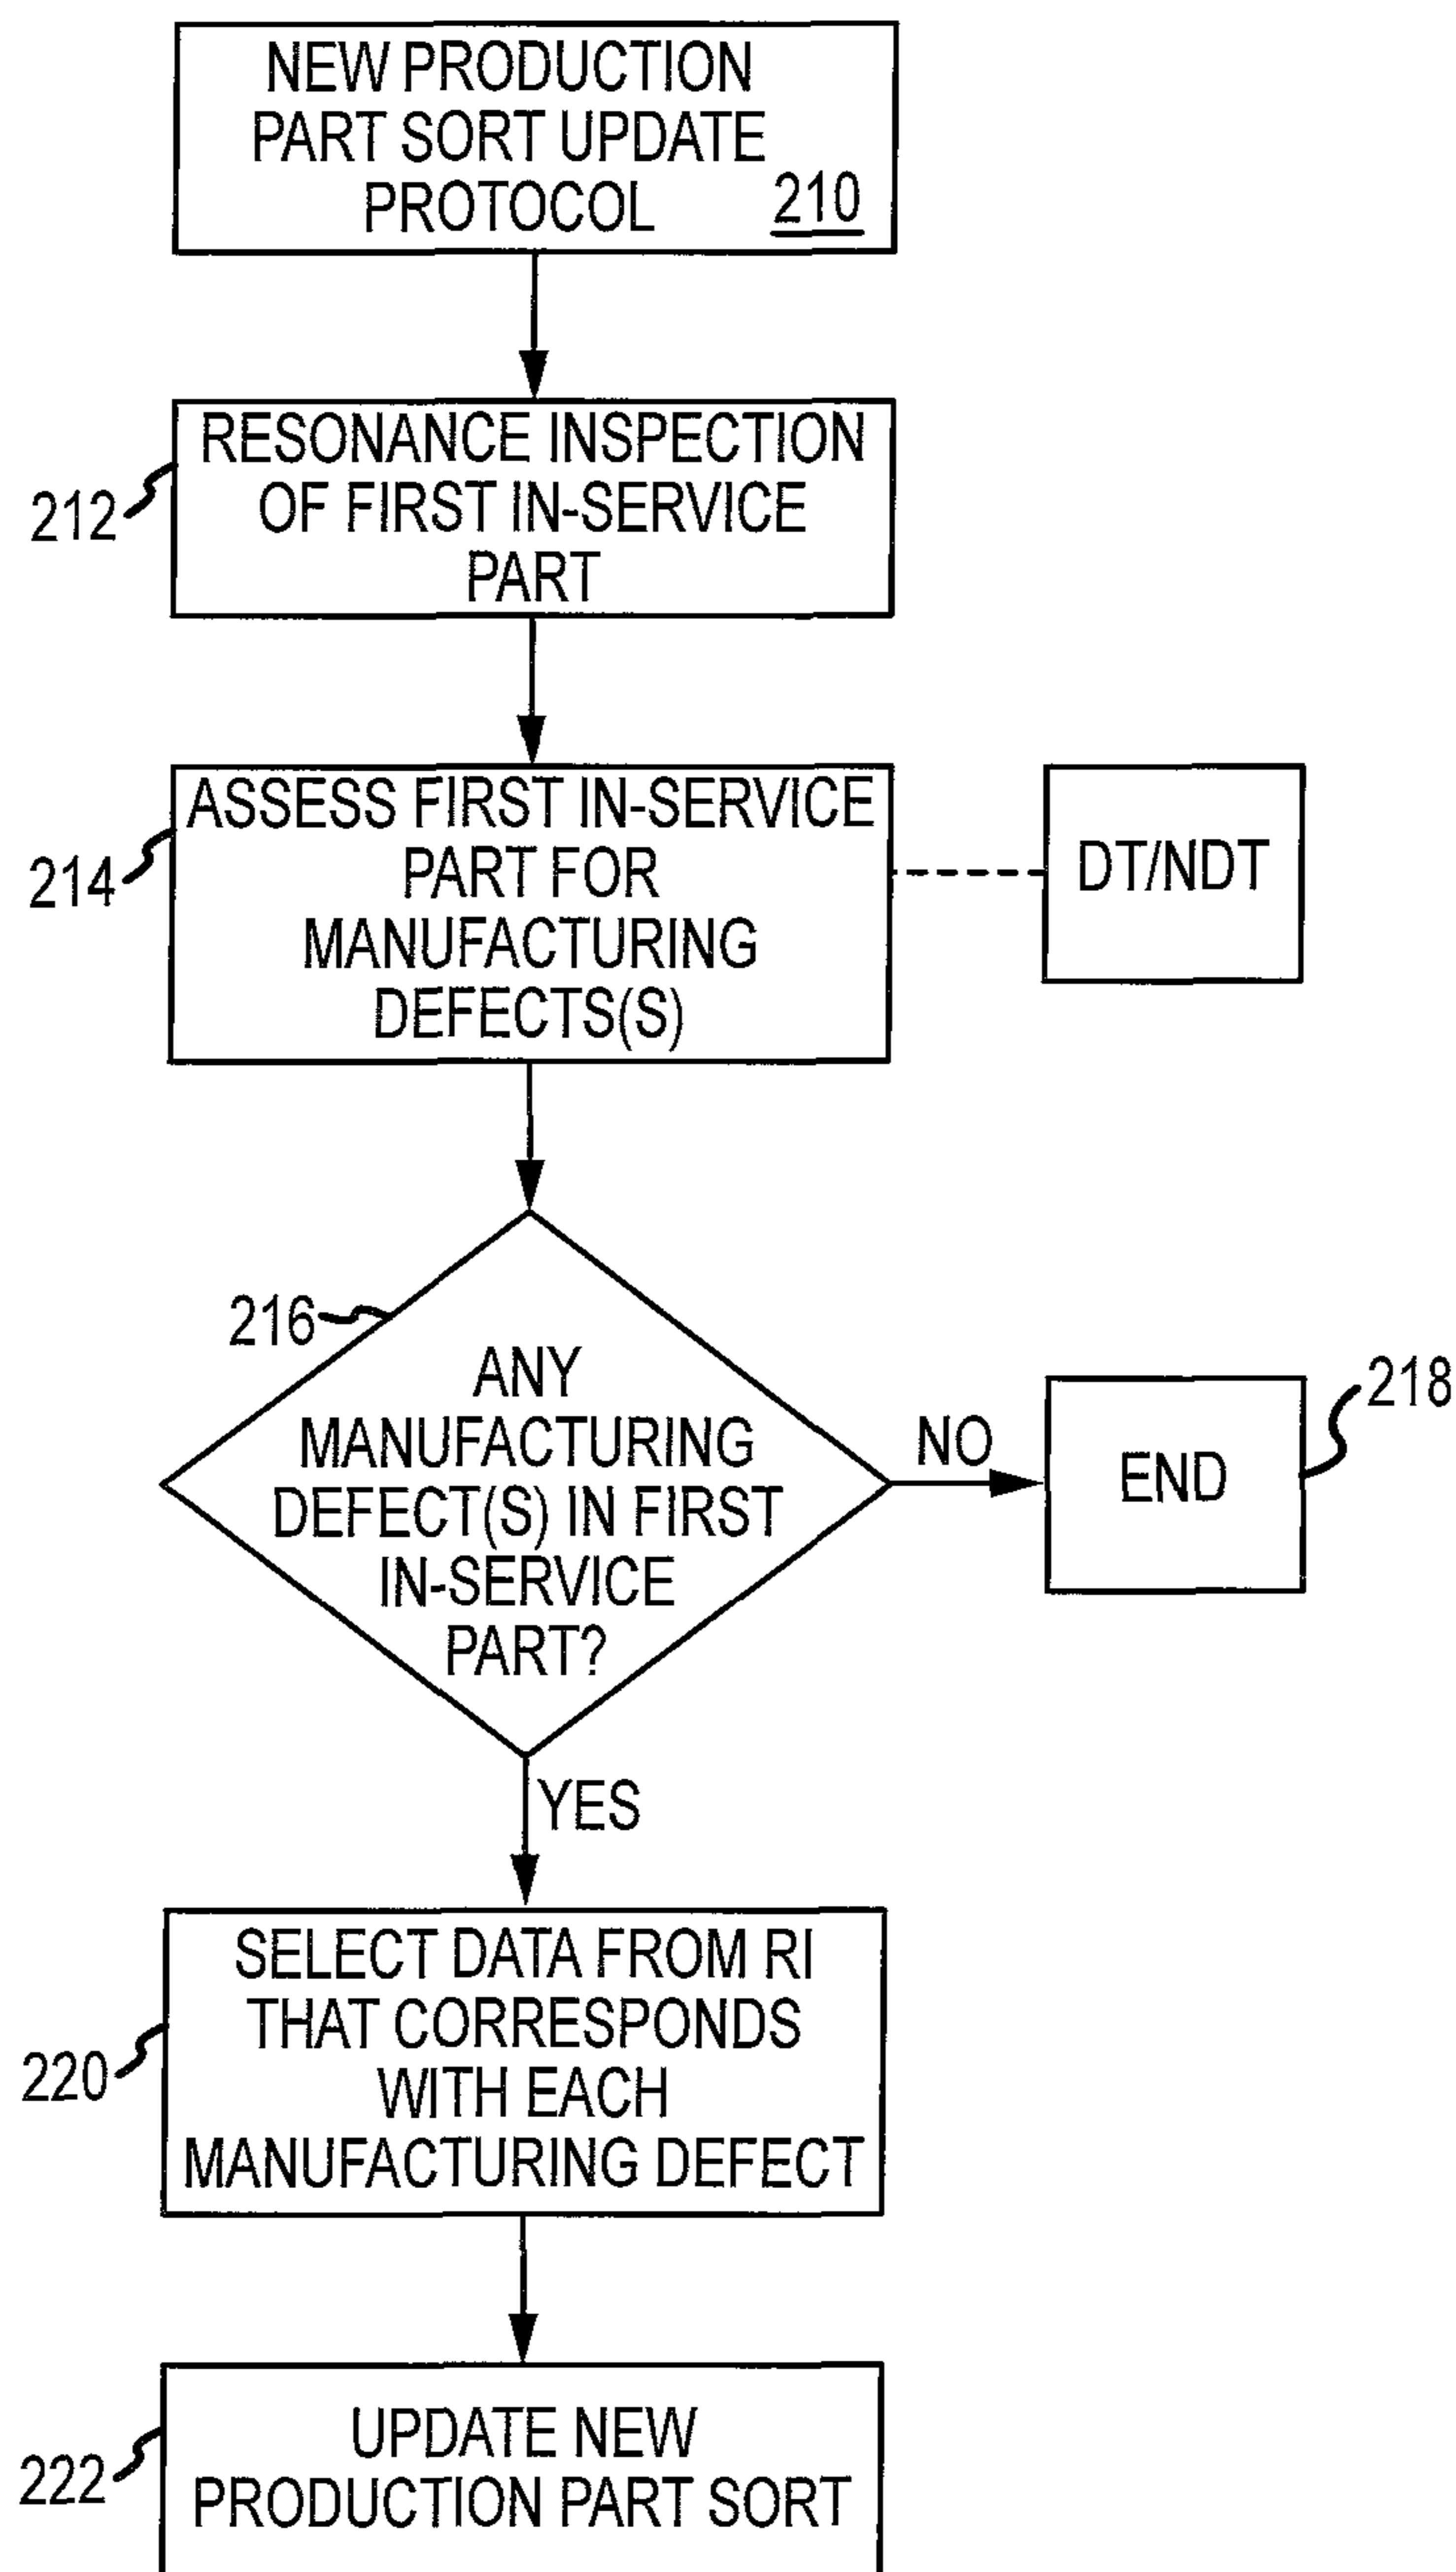 NEW PRODUCTION
PART SORT UPDATE
PROTOCOL
210
RESONANCE INSPECTION
OF FIRST IN-SERVICE
PART
212
ASSESS FIRST IN-SERVICE
PART FOR
MANUFACTURING
DEFECTS(S)
214
DT/NDT
216
ANY
MANUFACTURING
DEFECT(S) IN FIRST
IN-SERVICE
PART?
NO
END
218
YES
SELECT DATA FROM RI
THAT CORRESPONDS
WITH EACH
MANUFACTURING DEFECT
220
UPDATE NEW
PRODUCTION PART SORT
222